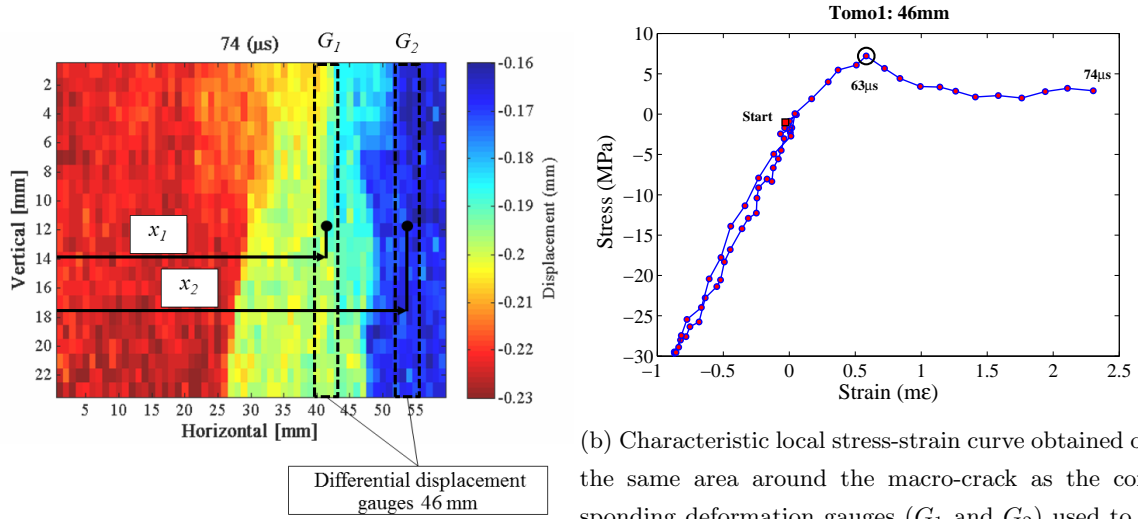 74 (μs)
G1
G2
Vertical [mm]
2
4
6
8
10
12
14
16
18
20
22
x1
x2
5 10 15 20 25 30 35 40 45 50 55
Horizontal [mm]
-0.16
-0.17
-0.18
-0.19
-0.2
-0.21
-0.22
-0.23
Displacement (mm)
Differential displacement
gauges 46 mm
Tomo1: 46mm
Stress (MPa)
10
5
0
−5
−10
−15
−20
−25
−30
Start
63μs
74μs
−1 −0.5 0 0.5 1 1.5 2 2.5
Strain (mε)
(b) Characteristic local stress-strain curve obtained
the same area around the macro-crack as the
sponding deformation gauges (G1 and G2) used to